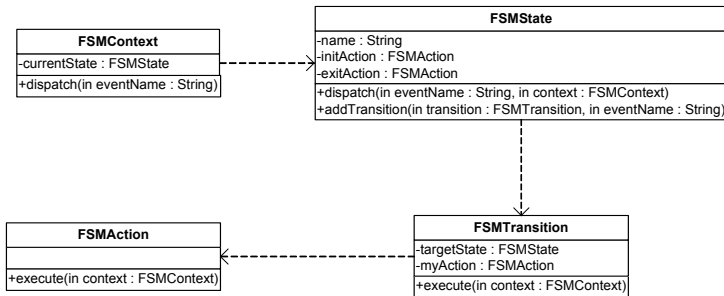 FSMContext
-currentState : FSMState
+dispatch(in eventName : String)
FSMState
-name : String
-initAction : FSMAction
-exitAction : FSMAction
+dispatch(in eventName : String, in context : FSMContext)
+addTransition(in transition : FSMTransition, in eventName : String)
FSMAction
+execute(in context : FSMContext)
FSMTransition
-targetState : FSMState
-myAction : FSMAction
+execute(in context : FSMContext)